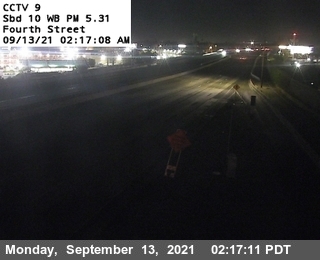 CCTV 9
Sbd 10 WB PM 5.31
Fourth Street
09/13/21 02:17:08 AM
Monday, September 13, 2021 02:17:11 PDT